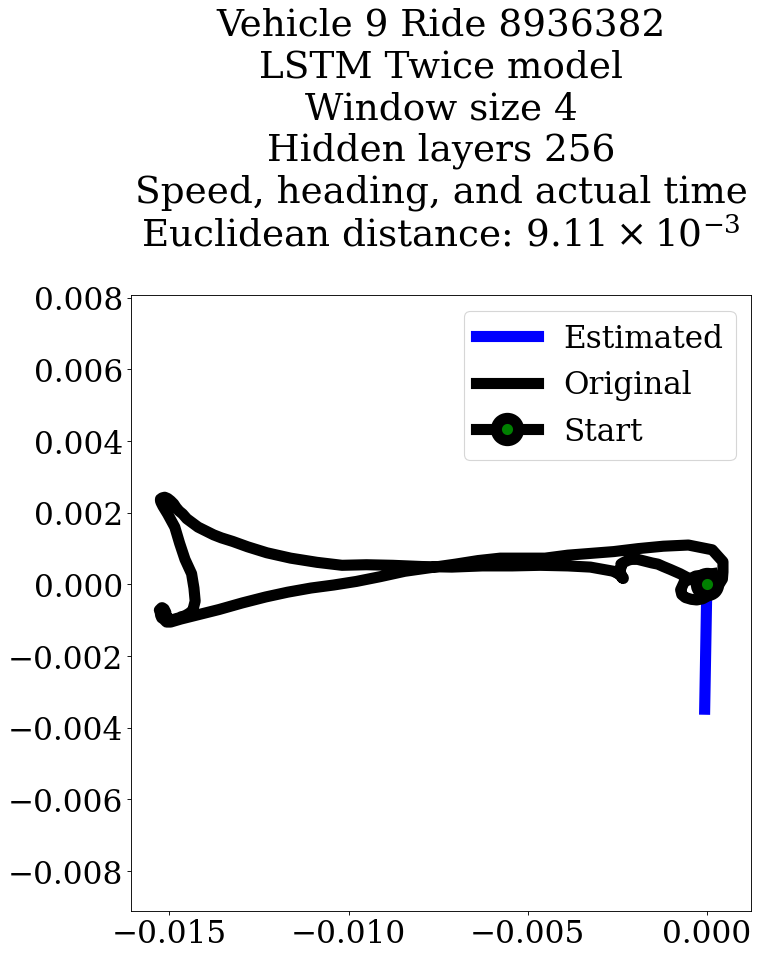 Vehicle 9 Ride 8936382
LSTM Twice model
Window size 4
Hidden layers 256
Speed, heading, and actual time
Euclidean distance: 9.11 × 10⁻³
0.008
0.006
0.004
0.002
0.000
−0.002
−0.004
−0.006
−0.008
Estimated
Original
Start
−0.015
−0.010
−0.005
0.000